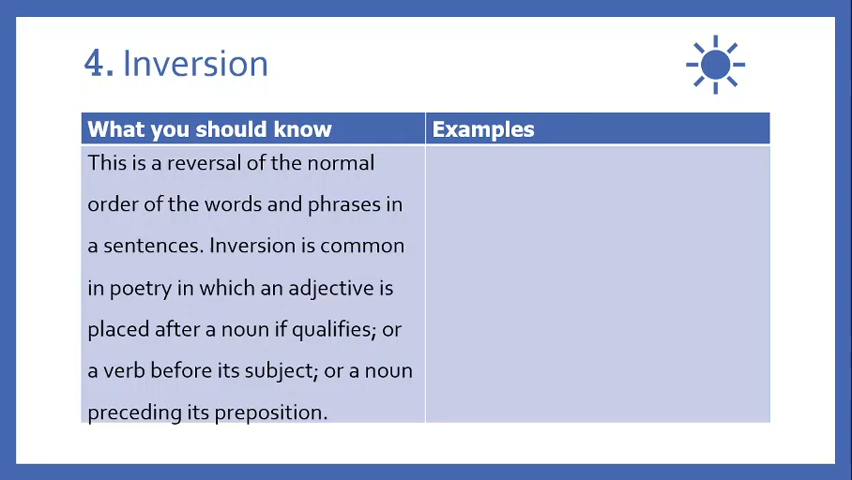 4. Inversion
What you should know
Examples
This is a reversal of the normal
order of the words and phrases in
a sentences. Inversion is common
in poetry in which an adjective is
placed after a noun if qualifies; or
a verb before its subject; or a noun
preceding its preposition.